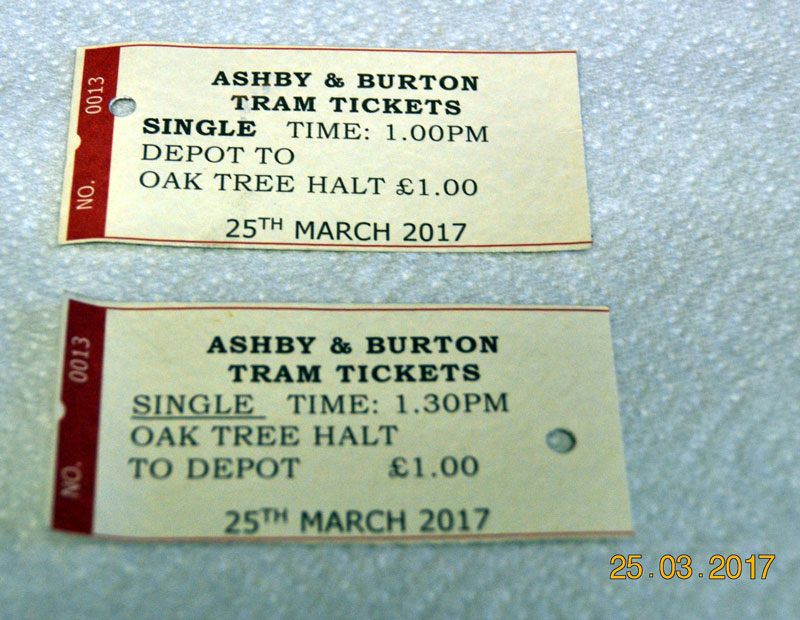 NO. 0013
ASHBY & BURTON
TRAM TICKETS
SINGLE TIME: 1.00PM
DEPOT TO
OAK TREE HALT £1.00
25TH MARCH 2017
NO. 0013
ASHBY & BURTON
TRAM TICKETS
SINGLE TIME: 1.30PM
OAK TREE HALT
TO DEPOT £1.00
25TH MARCH 2017
25.03.2017